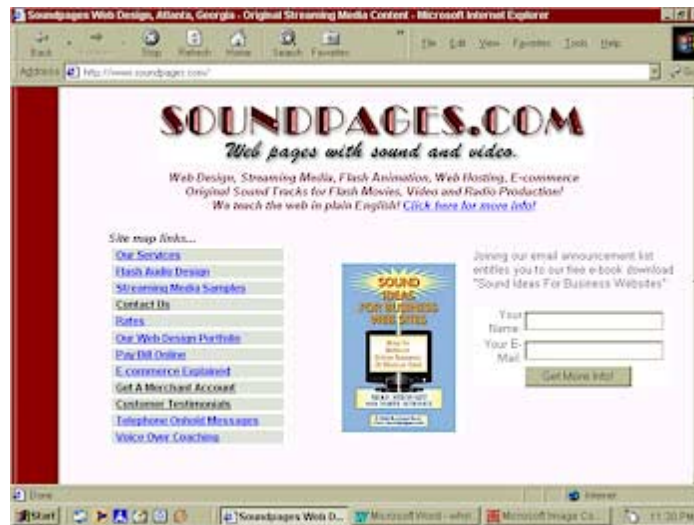 Soundpages Web Design, Atlanta, Georgia - Original Streaming Media Content - Microsoft Internet Explorer
Back Stop Refresh Home Search Favorites File Edit View Favorites Tools Help
Address http://www.soundpages.com/
SOUNDPAGES.COM
Web pages with sound and video.
Web Design, Streaming Media, Flash Animation, Web Hosting, E-commerce
Original Sound Tracks for Flash Movies, Video and Radio Production!
We teach the web in plain English! Click here for more info!
Site map links...
Our Services
Flash Audio Design
Streaming Media Samples
Contact Us
Rates
Our Web Design Portfolio
Pay Bill Online
E-commerce Explained
Get A Merchant Account
Customer Testimonials
Telephone Onhold Messages
Voice Over Coaching
SOUND
IDEAS
FOR BUSINESS
WEB SITES
Joining our email announcement list
entitles you to our free e-book download
"Sound Ideas For Business Websites"
Your
Name:
Your E-
Mail:
Get More Info!
Done Internet
Start Soundpages Web D... Microsoft Word - Microsoft Image Ca... 11:30 PM